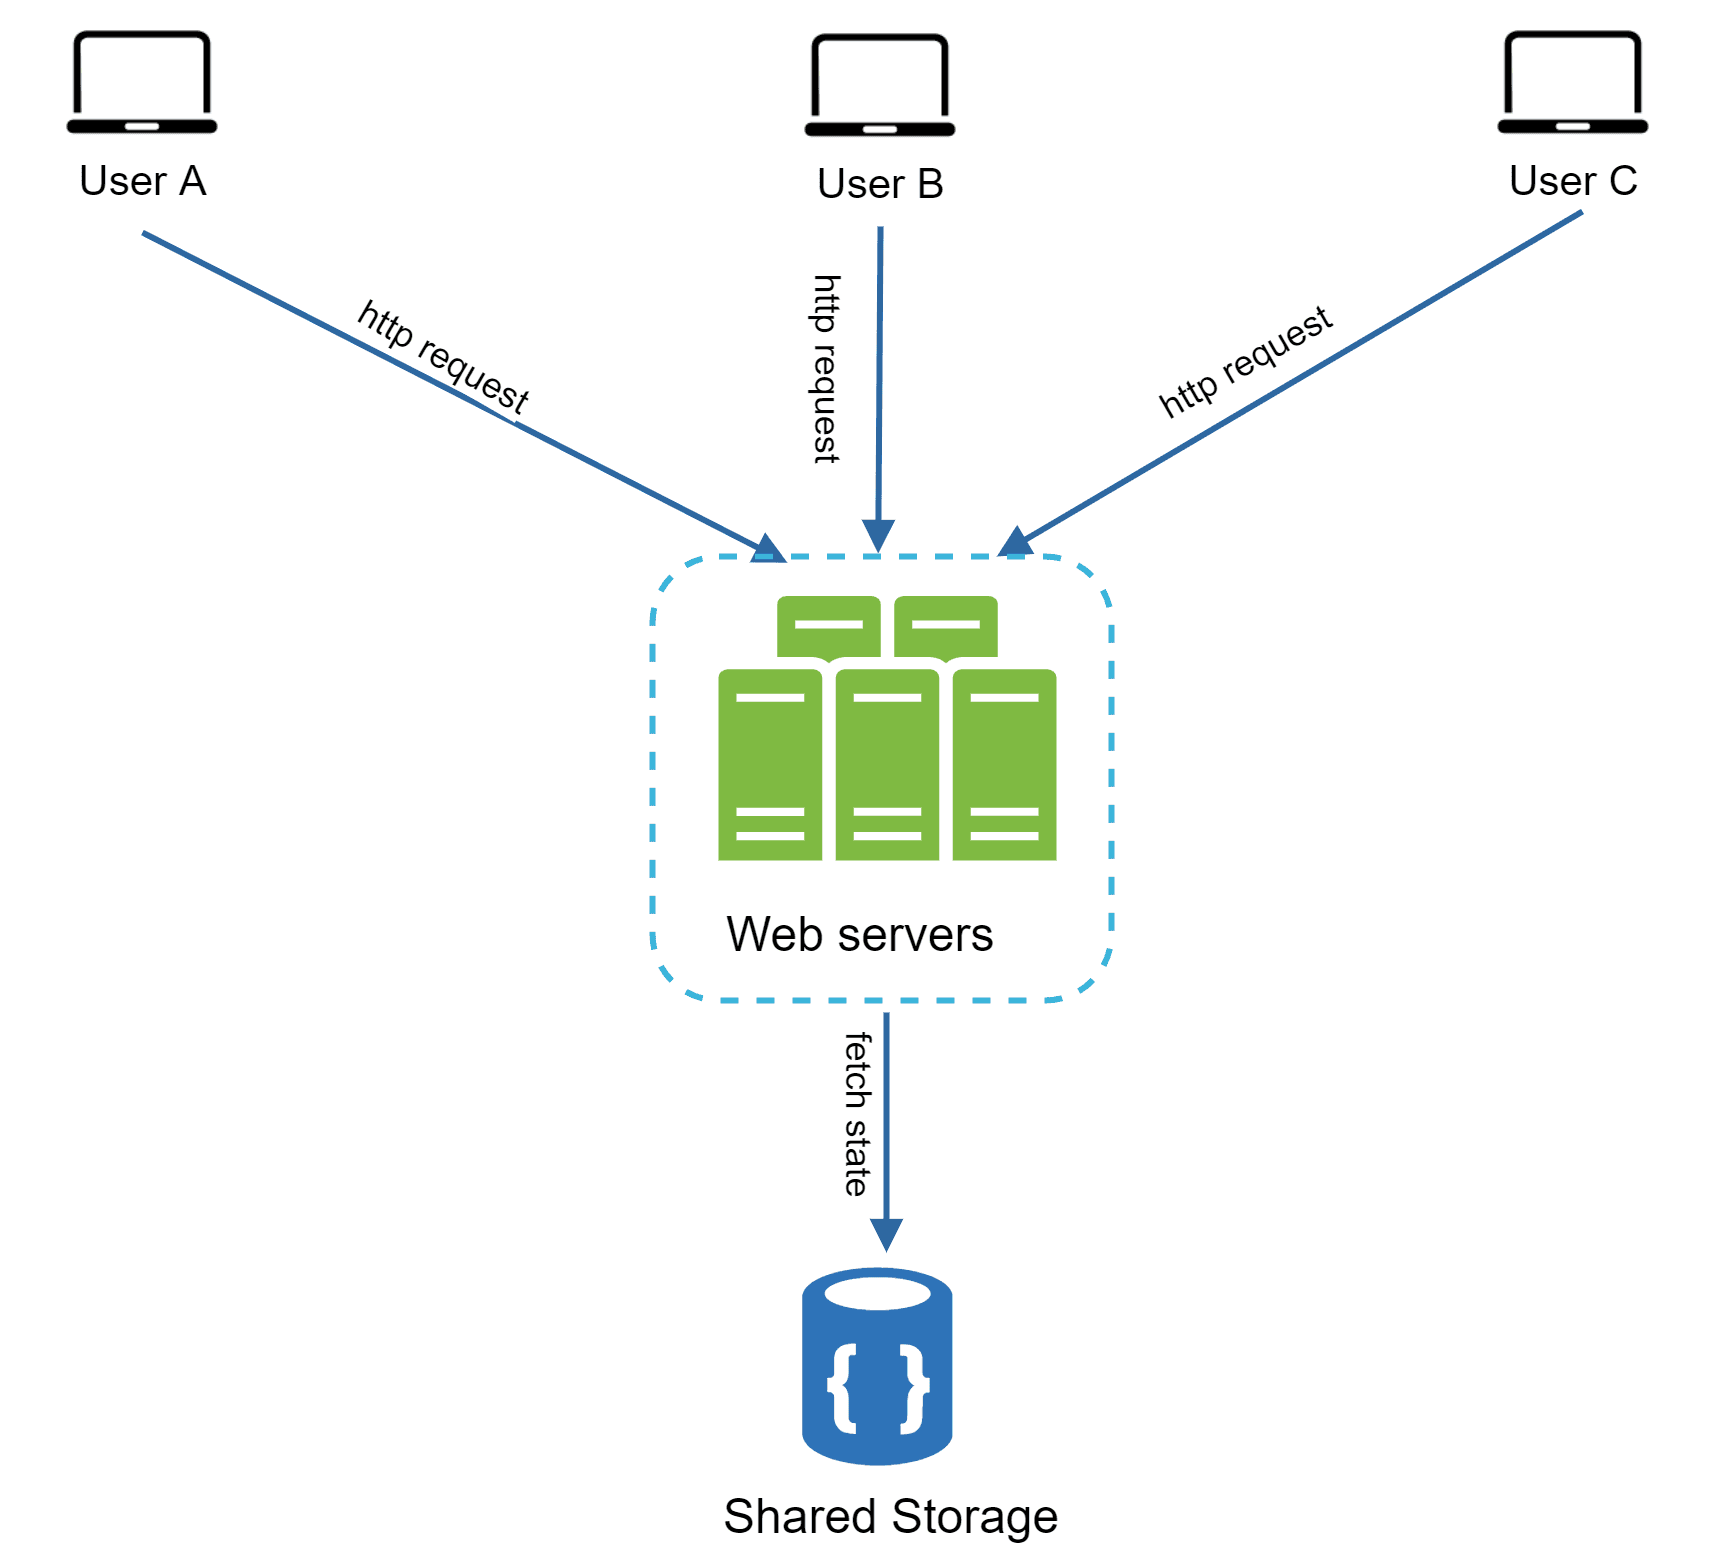 User A
User B
User C
http request
http request
http request
Web servers
fetch state
{ }
Shared Storage